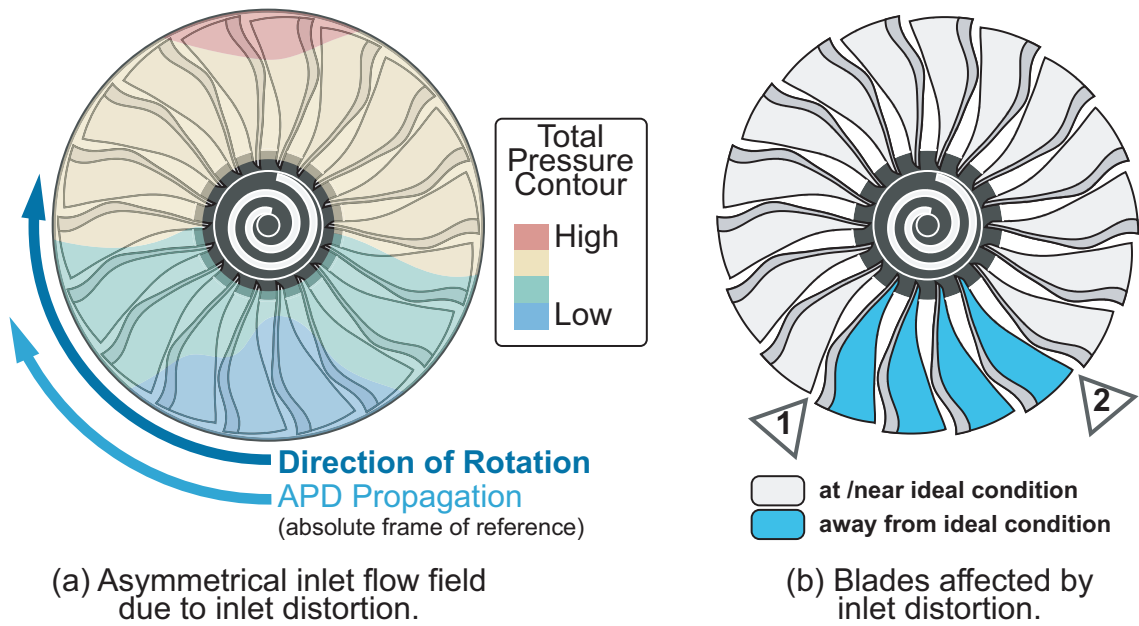 Total
Pressure
Contour
High
Low
Direction of Rotation
APD Propagation
(absolute frame of reference)
(a) Asymmetrical inlet flow field
due to inlet distortion.
1
2
at /near ideal condition
away from ideal condition
(b) Blades affected by
inlet distortion.